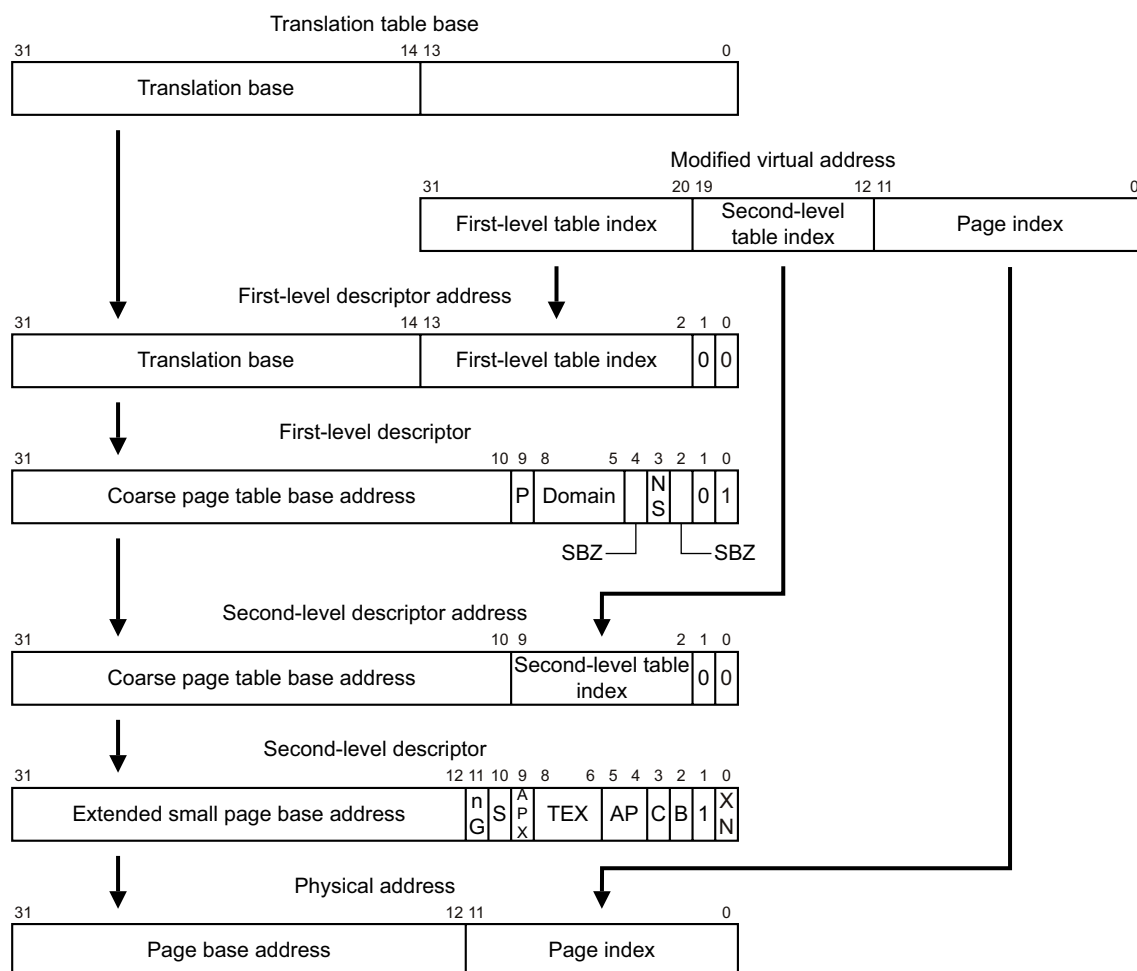 Translation table base
31 14 13 0
Translation base
Modified virtual address
31 20 19 12 11 0
First-level table index
Second-level
table index
Page index
First-level descriptor address
31 14 13 2 1 0
Translation base First-level table index 0 0
First-level descriptor
31 10 9 8 5 4 3 2 1 0
Coarse page table base address P Domain N
S 0 1
SBZ SBZ
Second-level descriptor address
31 10 9 2 1 0
Coarse page table base address
Second-level table
index
0 0
Second-level descriptor
31 12 11 10 9 8 6 5 4 3 2 1 0
Extended small page base address
n
G
S
A
P
X
TEX AP C B 1
X
N
Physical address
31 12 11 0
Page base address Page index